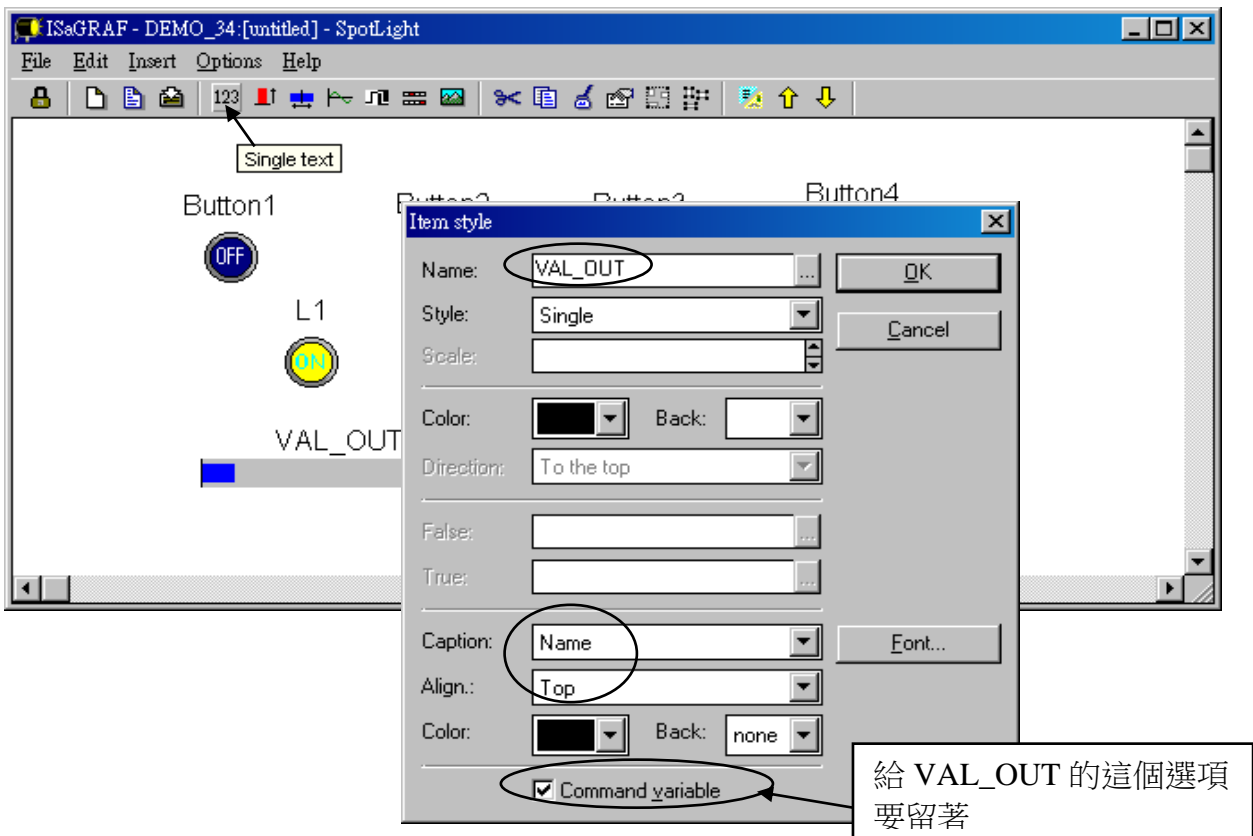 ISaGRAF - DEMO_34:[untitled] - SpotLight
File Edit Insert Options Help
123
Single text
Button1 Button2 Button3 Button4
OFF
L1
ON
VAL_OUT
Item style
Name: VAL_OUT ... OK
Style: Single Cancel
Scale:
Color: Back:
Direction: To the top
False: ...
True: ...
Caption: Name Font...
Align.: Top
Color: Back: none
Command variable
給 VAL_OUT 的這個選項
要留著